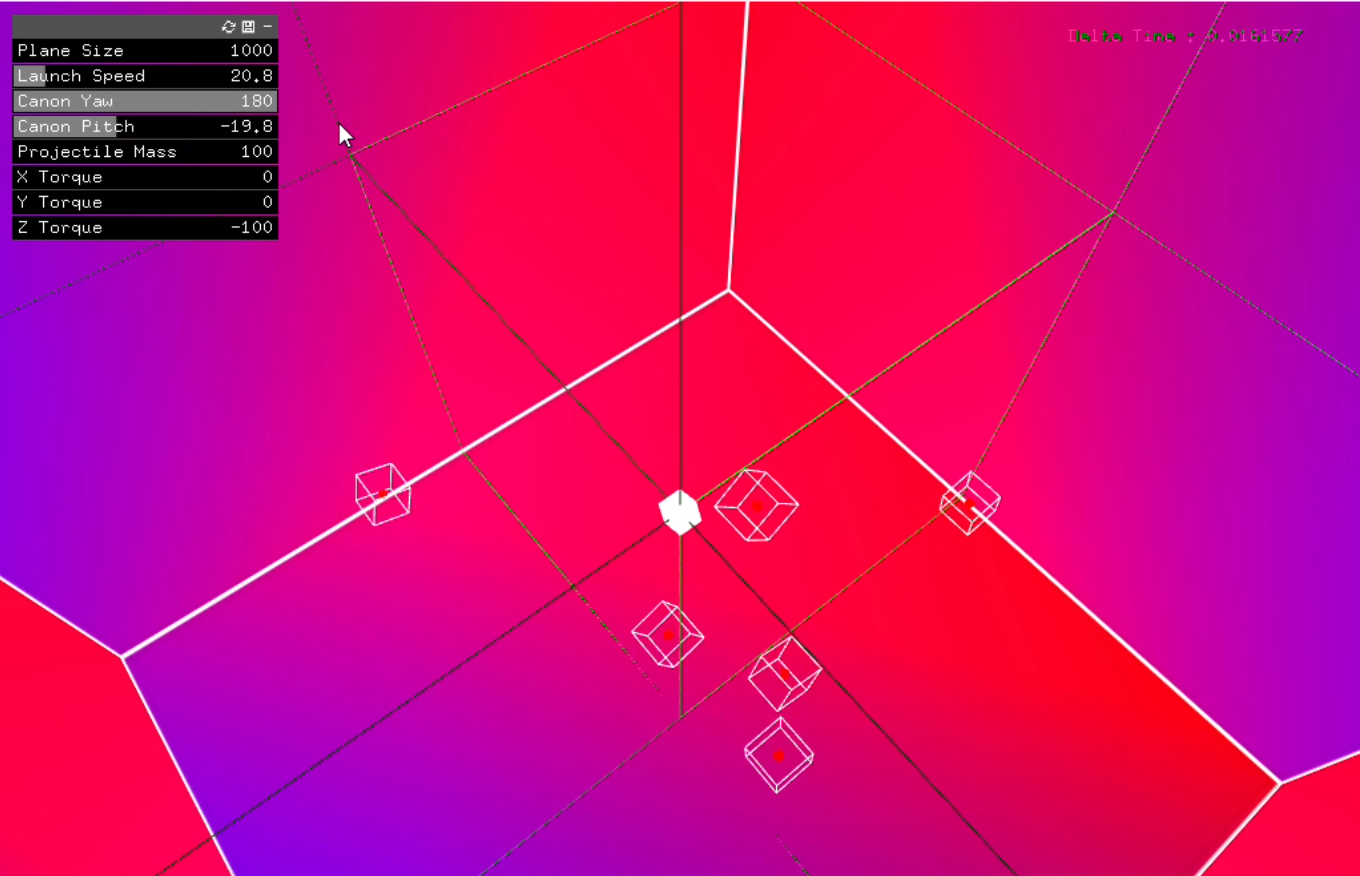 Plane Size 1000
Launch Speed 20.8
Canon Yaw 180
Canon Pitch -19.8
Projectile Mass 100
X Torque 0
Y Torque 0
Z Torque -100
Delta Time : 0.0161577